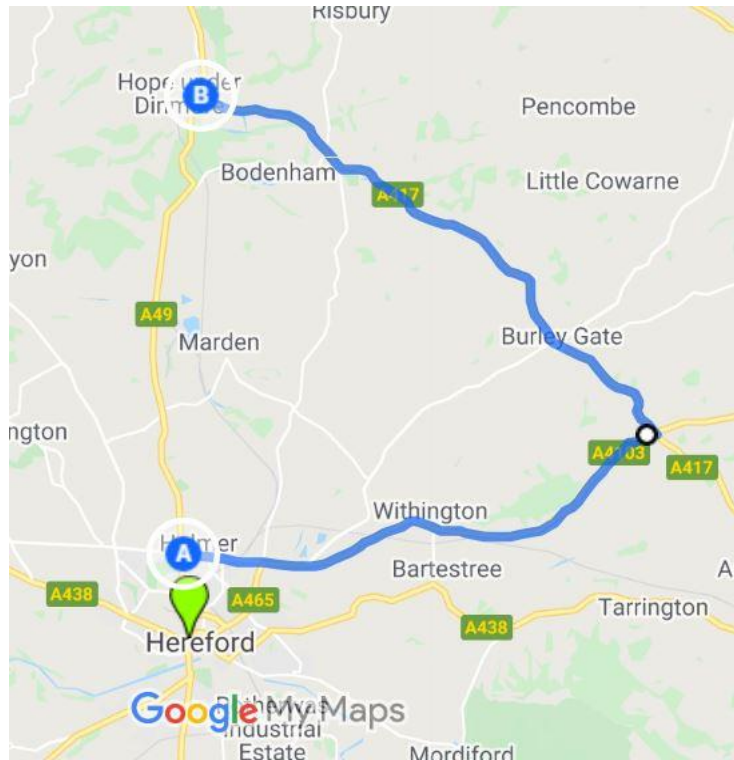 Risbury
Hope under
Dinmore
B
Pencombe
Bodenham
Little Cowarne
A417
yon
A49
Burley Gate
Marden
ngton
A4103
A417
Withington
Holmer
A
Bartestree
A
A438
A465
Tarrington
Hereford
A438
Google My Maps
Rotherwas
Industrial
Estate
Mordiford